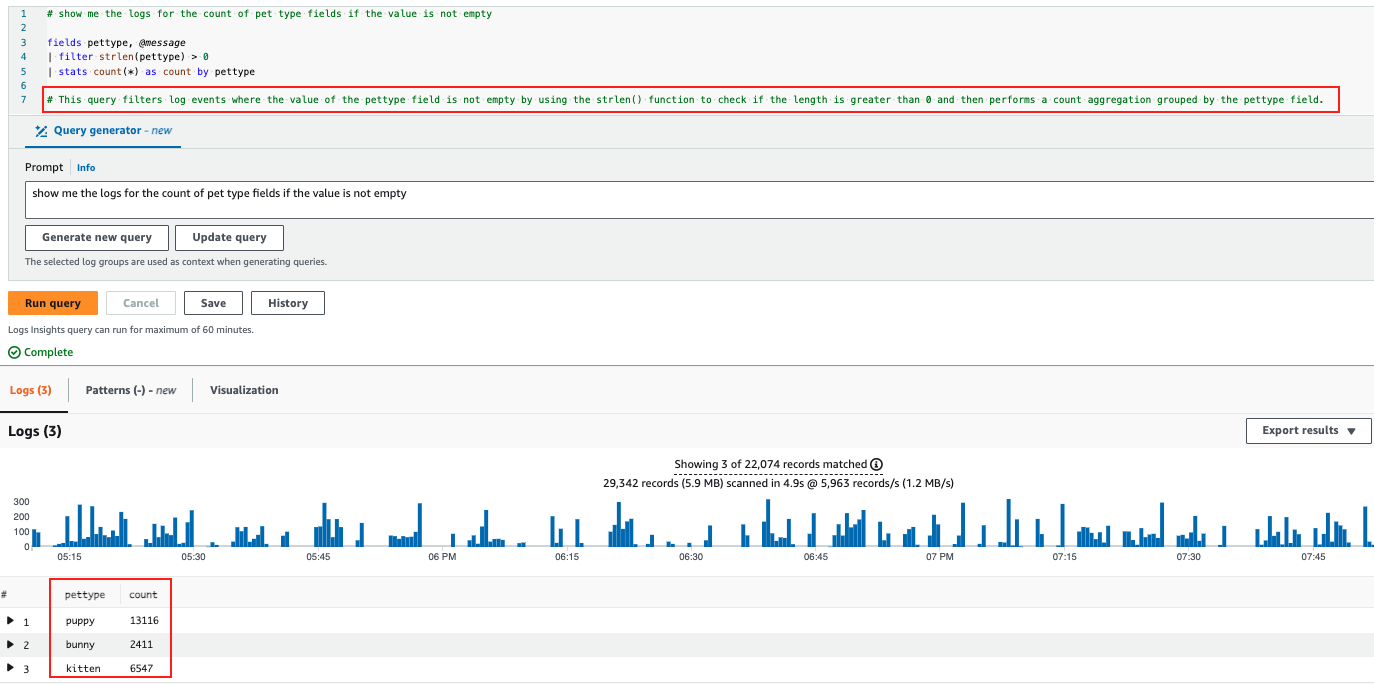 1 # show me the logs for the count of pet type fields if the value is not empty
2
3 fields pettype, @message
4 | filter strlen(pettype) > 0
5 | stats count(*) as count by pettype
6
7 # This query filters log events where the value of the pettype field is not empty by using the strlen() function to check if the length is greater than 0 and then performs a count aggregation grouped by the pettype field.
Query generator - new
Prompt Info
show me the logs for the count of pet type fields if the value is not empty
Generate new query Update query
The selected log groups are used as context when generating queries.
Run query Cancel Save History
Logs Insights query can run for maximum of 60 minutes.
Complete
Logs (3) Patterns (-) - new Visualization
Logs (3) Export results
Showing 3 of 22,074 records matched
29,342 records (5.9 MB) scanned in 4.9s @ 5,963 records/s (1.2 MB/s)
300
200
100
0
05:15 05:30 05:45 06 PM 06:15 06:30 06:45 07 PM 07:15 07:30 07:45
# pettype count
1 puppy 13116
2 bunny 2411
3 kitten 6547